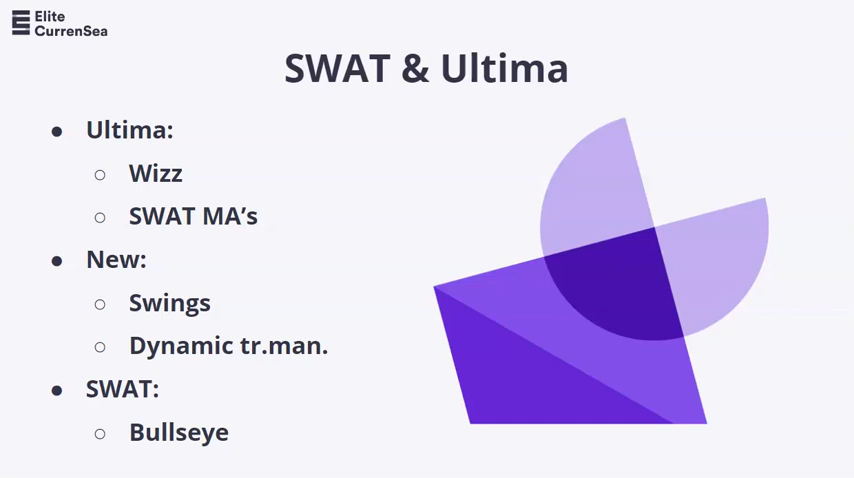 Elite
CurrenSea
SWAT & Ultima
● Ultima:
○ Wizz
○ SWAT MA’s
● New:
○ Swings
○ Dynamic tr.man.
● SWAT:
○ Bullseye